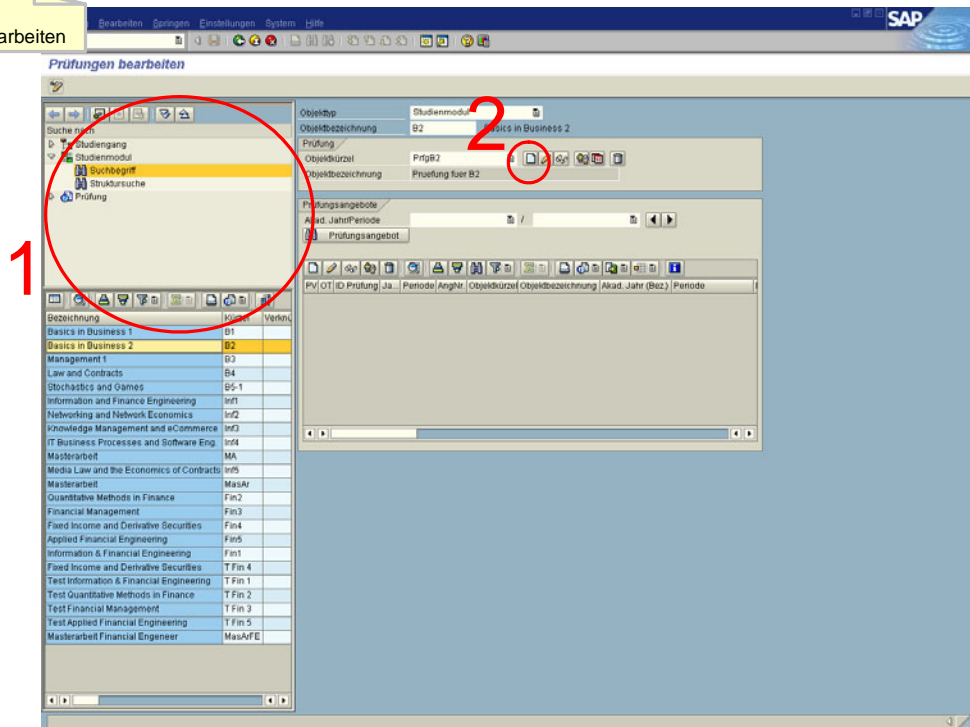 arbeiten
Bearbeiten Springen Einstellungen System Hilfe
SAP
Prüfungen bearbeiten
Suche nach
Studiengang
Studienmodul
Suchbegriff
Struktursuche
Prüfung
1
2
Objekttyp Studienmodul
Objektbezeichnung B2 Basics in Business 2
Prüfung
Objektkürzel PrfgB2
Objektbezeichnung Pruefung fuer B2
Prüfungsangebote
Akad. Jahr/Periode /
Prüfungsangebot
PV OT ID Prüfung Ja... Periode AngNr. Objektkürzel Objektbezeichnung Akad. Jahr (Bez.) Periode
Bezeichnung Kürzel Verknü
Basics in Business 1 B1
Basics in Business 2 B2
Management 1 B3
Law and Contracts B4
Stochastics and Games B5-1
Information and Finance Engineering Inf1
Networking and Network Economics Inf2
Knowledge Management and eCommerce Inf3
IT Business Processes and Software Eng. Inf4
Masterarbeit MA
Media Law and the Economics of Contracts Inf5
Masterarbeit MasAr
Quantitative Methods in Finance Fin2
Financial Management Fin3
Fixed Income and Derivative Securities Fin4
Applied Financial Engineering Fin5
Information & Financial Engineering Fin1
Fixed Income and Derivative Securities T Fin 4
Test Information & Financial Engineering T Fin 1
Test Quantitative Methods in Finance T Fin 2
Test Financial Management T Fin 3
Test Applied Financial Engineering T Fin 5
Masterarbeit Financial Engeneer MasArFE